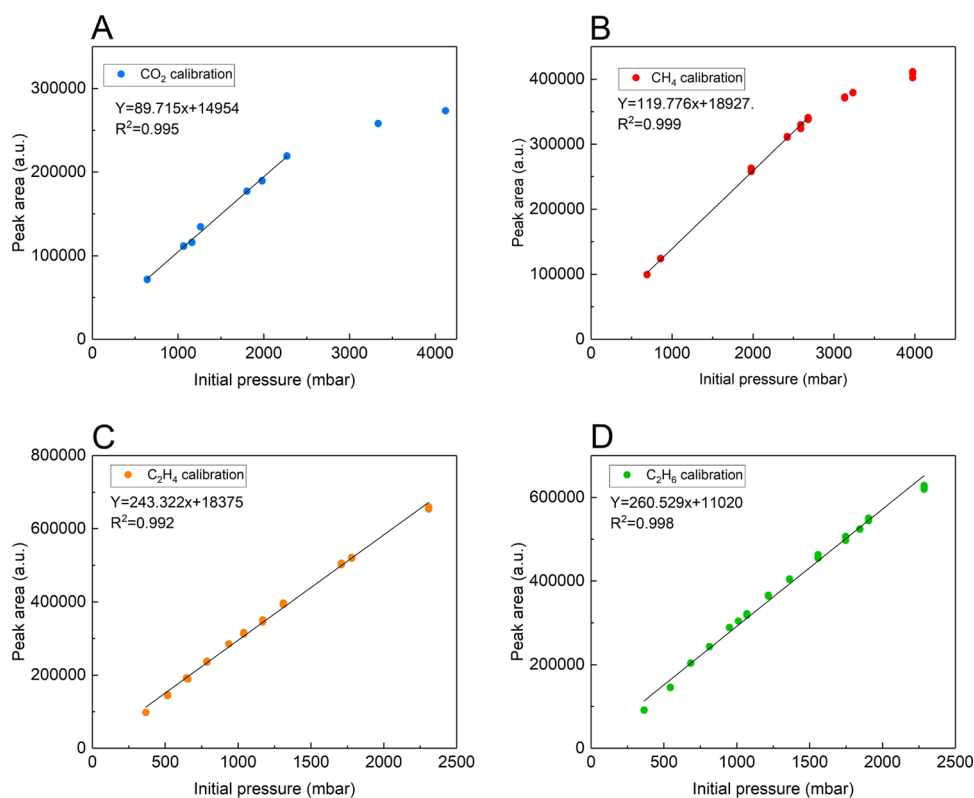 A
CO₂ calibration
Y=89.715x+14954
R²=0.995
300000
200000
100000
0
Peak area (a.u.)
0 1000 2000 3000 4000
Initial pressure (mbar)
B
CH₄ calibration
Y=119.776x+18927.
R²=0.999
400000
300000
200000
100000
0
Peak area (a.u.)
0 1000 2000 3000 4000
Initial pressure (mbar)
C
C₂H₄ calibration
Y=243.322x+18375
R²=0.992
800000
600000
400000
200000
0
Peak area (a.u.)
0 500 1000 1500 2000 2500
Initial pressure (mbar)
D
C₂H₆ calibration
Y=260.529x+11020
R²=0.998
600000
400000
200000
0
Peak area (a.u.)
0 500 1000 1500 2000 2500
Initial pressure (mbar)